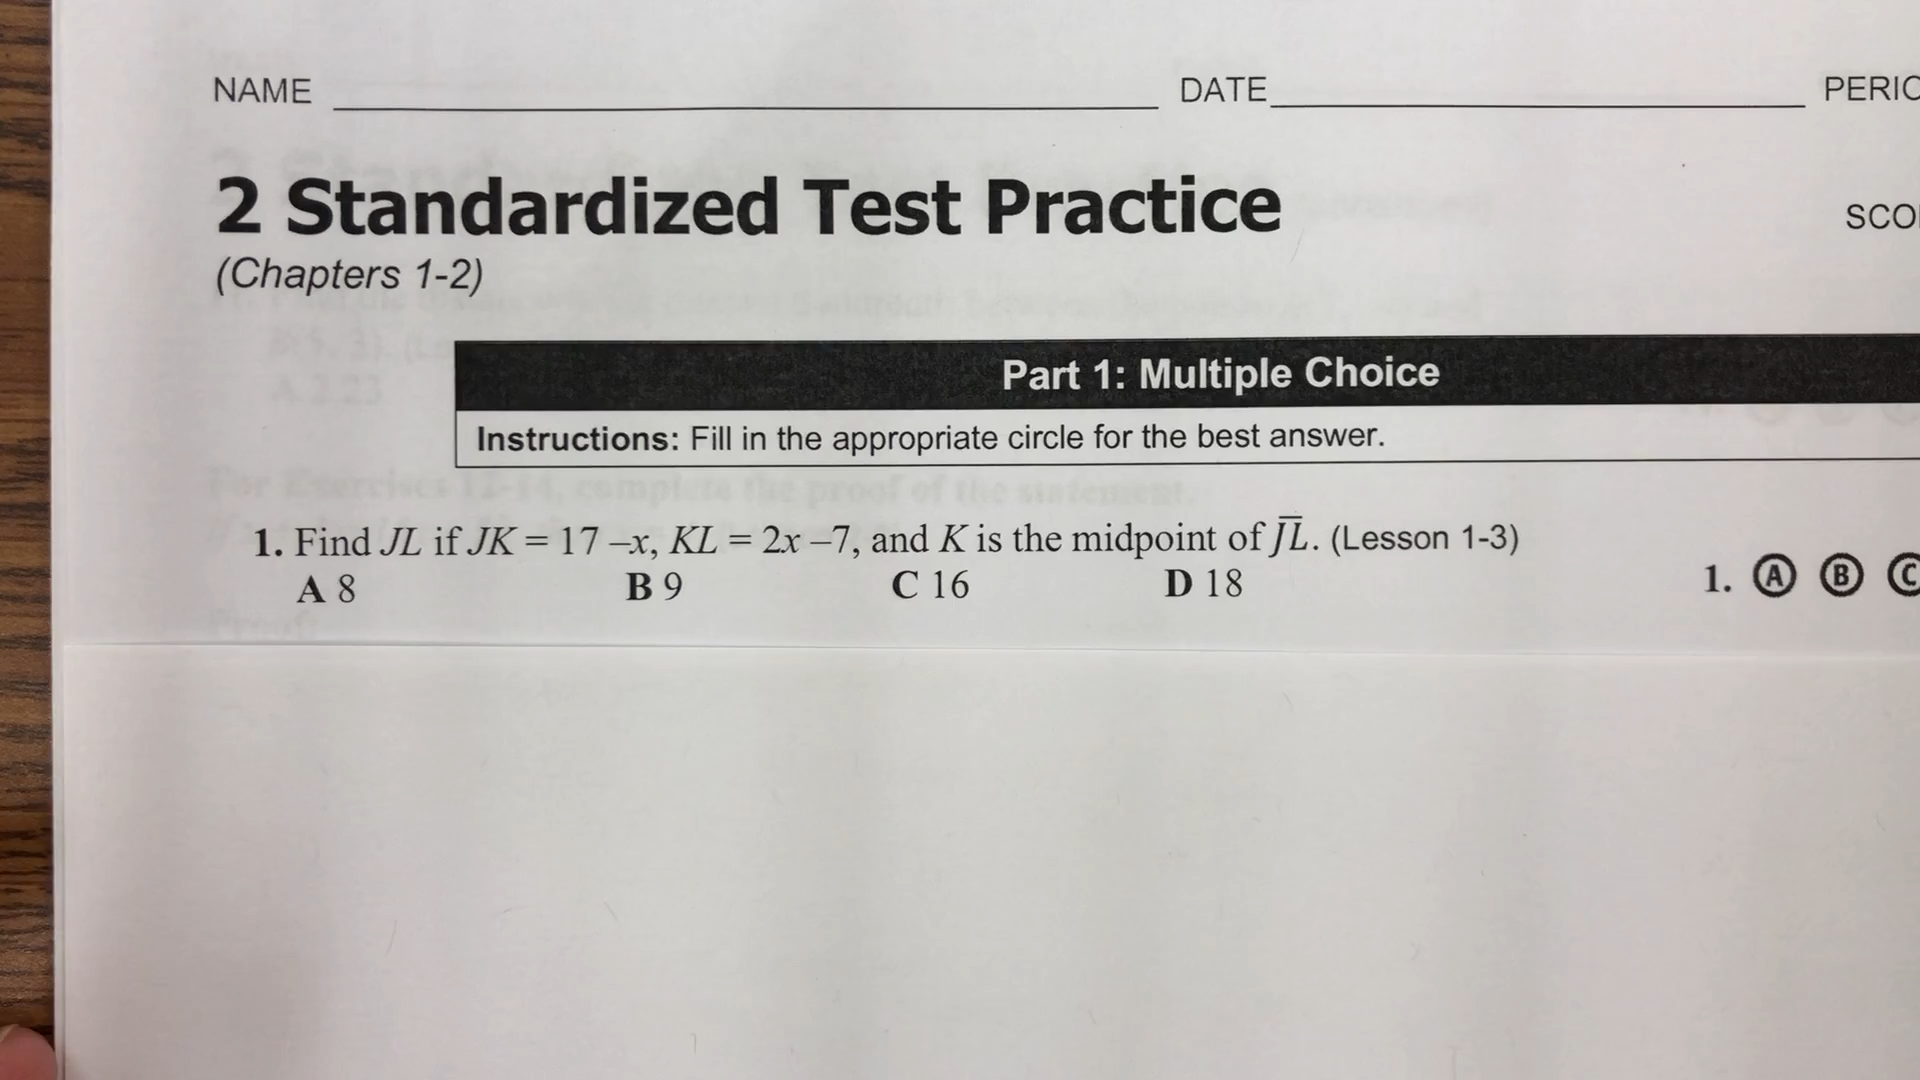 NAME DATE PERIO
2 Standardized Test Practice
SCO
(Chapters 1-2)
Part 1: Multiple Choice
Instructions: Fill in the appropriate circle for the best answer.
1. Find JL if JK = 17 –x, KL = 2x –7, and K is the midpoint of J̅L̅. (Lesson 1-3)
A 8 B 9 C 16 D 18
1. Ⓐ Ⓑ Ⓒ